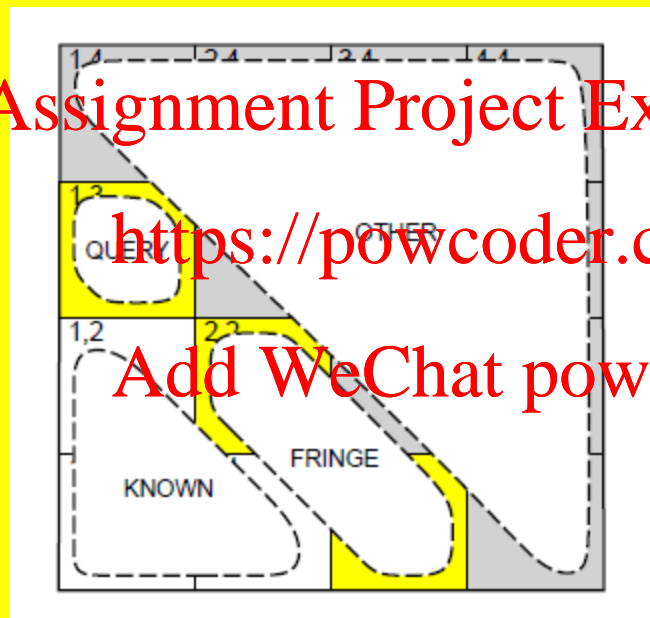 1,4 2,4 3,4 4,4
Assignment Project Ex
1,3
OTHER
QUERY
https://powcoder.c
1,2 2,2
Add WeChat pow
FRINGE
KNOWN